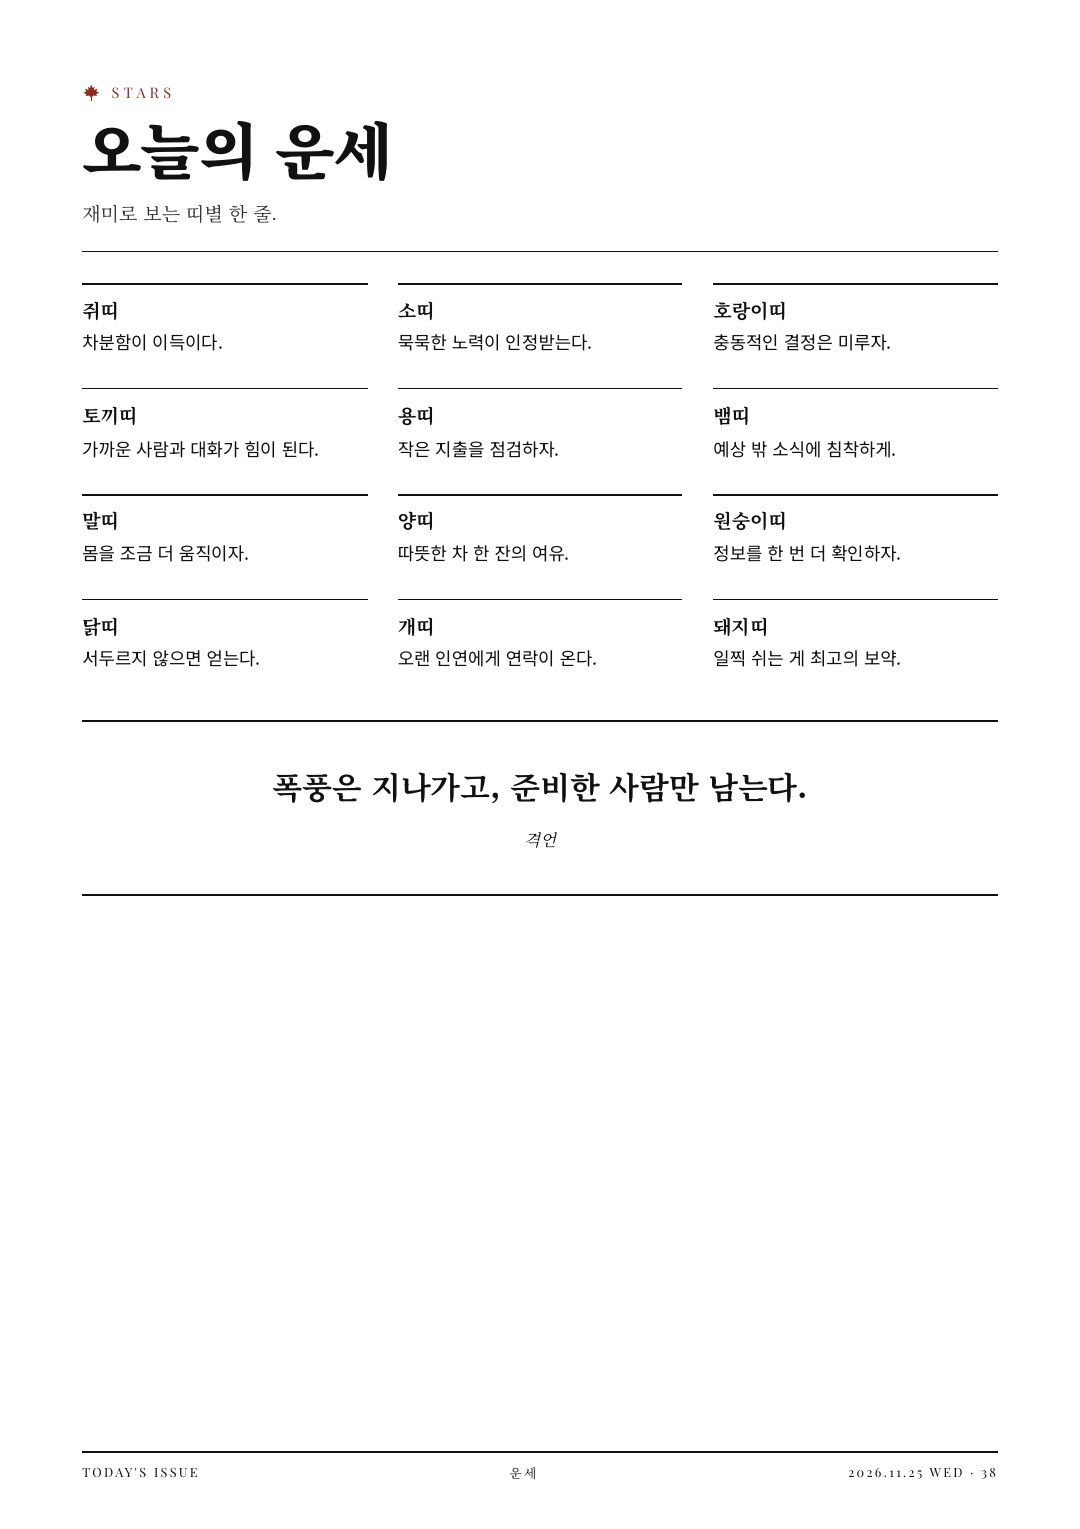 STARS
오늘의 운세
재미로 보는 띠별 한 줄.
쥐띠
차분함이 이득이다.
소띠
묵묵한 노력이 인정받는다.
호랑이띠
충동적인 결정은 미루자.
토끼띠
가까운 사람과 대화가 힘이 된다.
용띠
작은 지출을 점검하자.
뱀띠
예상 밖 소식에 침착하게.
말띠
몸을 조금 더 움직이자.
양띠
따뜻한 차 한 잔의 여유.
원숭이띠
정보를 한 번 더 확인하자.
닭띠
서두르지 않으면 얻는다.
개띠
오랜 인연에게 연락이 온다.
돼지띠
일찍 쉬는 게 최고의 보약.
폭풍은 지나가고, 준비한 사람만 남는다.
격언
TODAY'S ISSUE
운세
2026.11.25 WED · 38